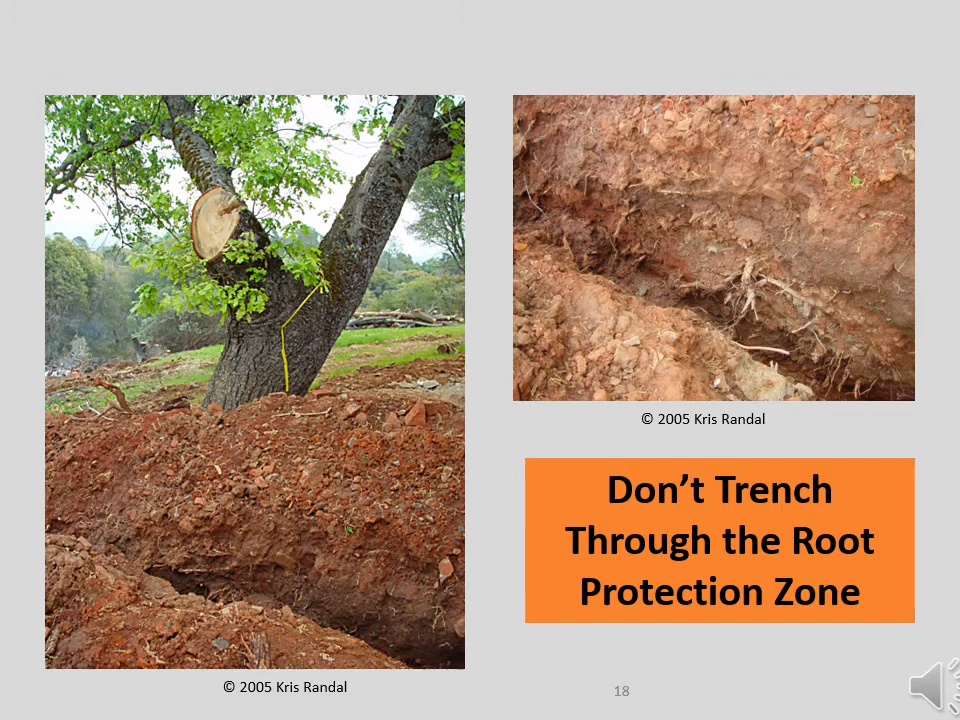 © 2005 Kris Randal
Don’t Trench
Through the Root
Protection Zone
© 2005 Kris Randal
18